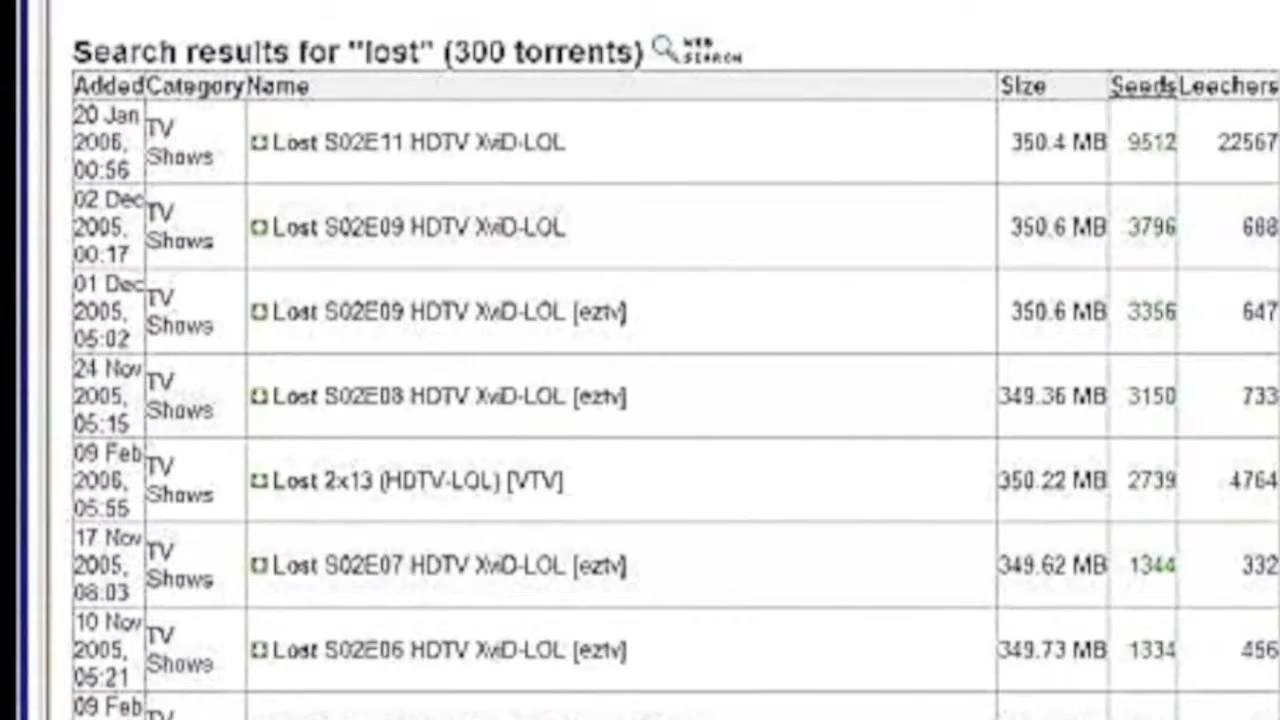 Search results for "lost" (300 torrents) WEB SEARCH
Added Category Name Size Seeds Leechers
20 Jan 2006, 00:56 TV Shows Lost S02E11 HDTV XviD-LOL 350.4 MB 9512 22567
02 Dec 2005, 00:17 TV Shows Lost S02E09 HDTV XviD-LOL 350.6 MB 3796 688
01 Dec 2005, 05:02 TV Shows Lost S02E09 HDTV XviD-LOL [eztv] 350.6 MB 3356 647
24 Nov 2005, 05:15 TV Shows Lost S02E08 HDTV XviD-LOL [eztv] 349.36 MB 3150 733
09 Feb 2006, 05:55 TV Shows Lost 2x13 (HDTV-LOL) [VTV] 350.22 MB 2739 4764
17 Nov 2005, 08:03 TV Shows Lost S02E07 HDTV XviD-LOL [eztv] 349.62 MB 1344 332
10 Nov 2005, 05:21 TV Shows Lost S02E06 HDTV XviD-LOL [eztv] 349.73 MB 1334 456
09 Feb TV